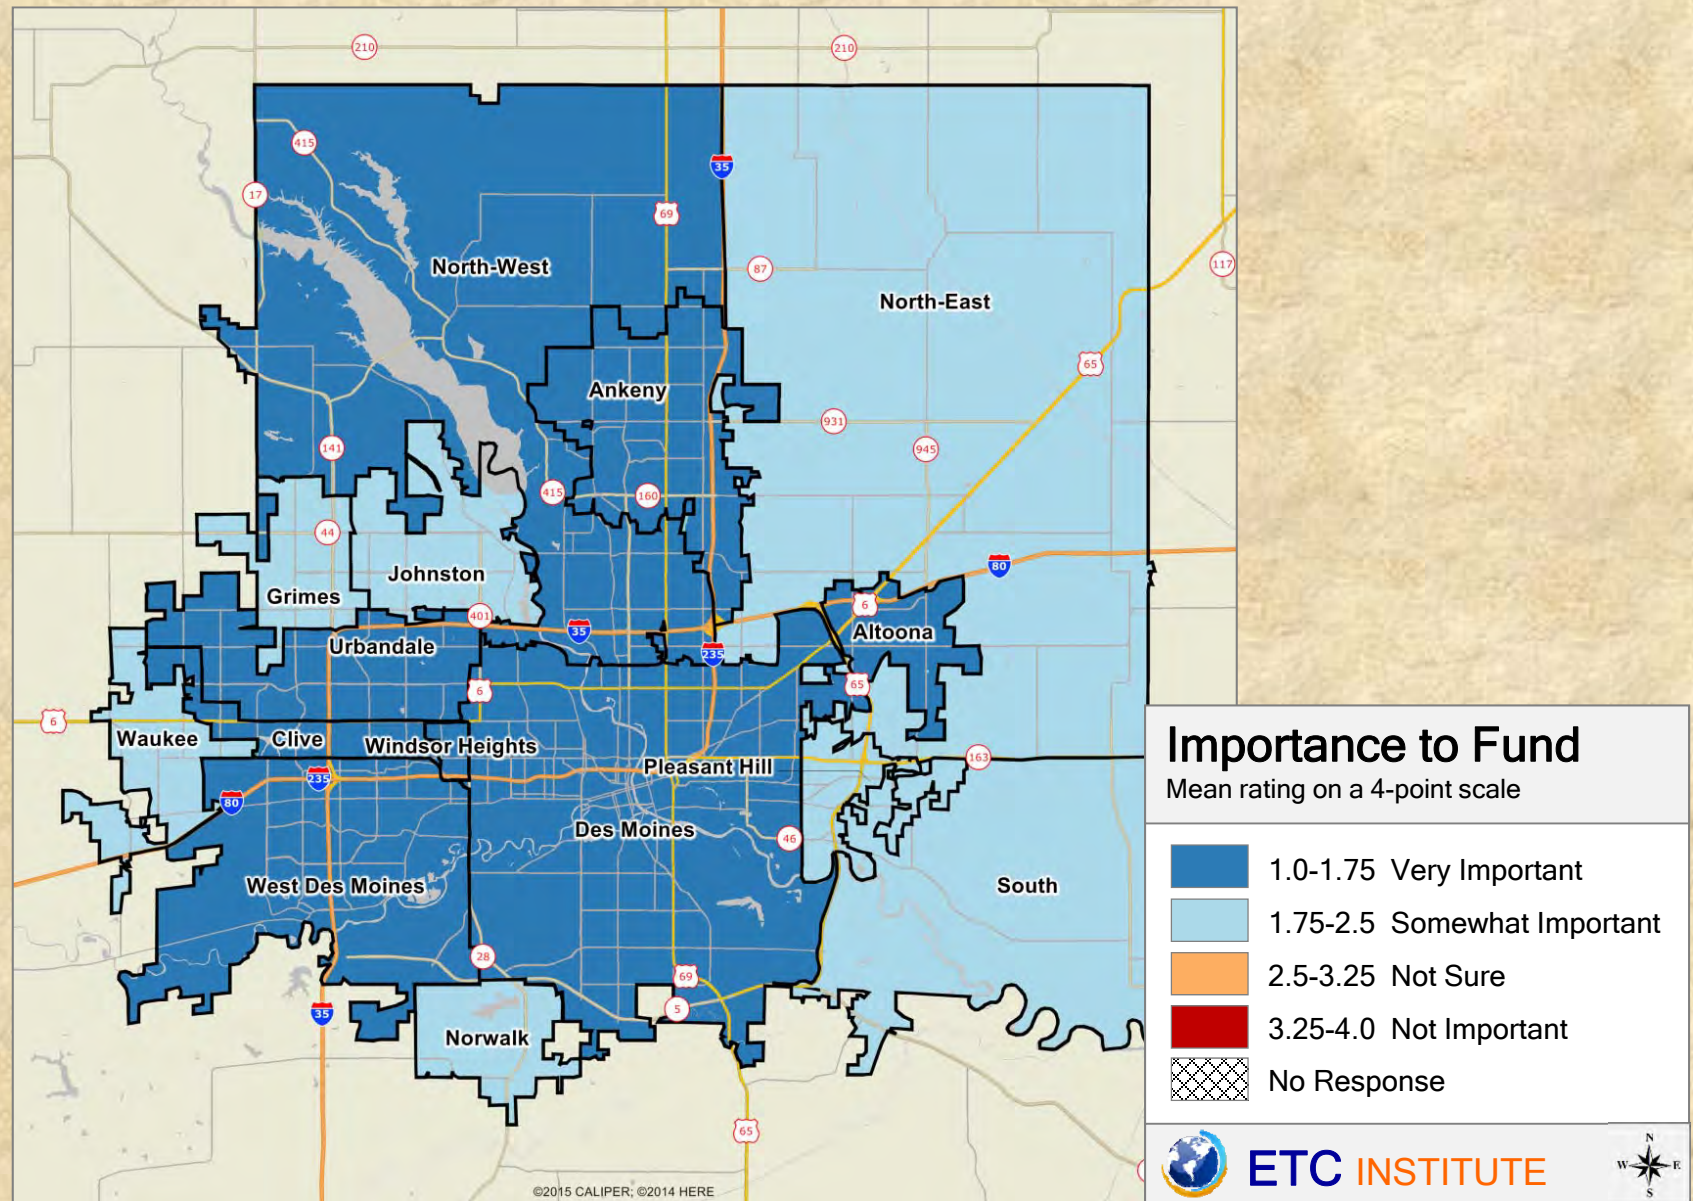 210
210
415
35
17
69
87
117
North-West
North-East
65
Ankeny
931
141
945
415
160
44
80
Johnston
Grimes
6
401
35
Altoona
Urbandale
235
65
6
6
Waukee
Clive
Windsor Heights
163
Pleasant Hill
235
80
Des Moines
46
West Des Moines
South
28
69
5
35
Norwalk
65
©2015 CALIPER; ©2014 HERE
Importance to Fund
Mean rating on a 4-point scale
1.0-1.75 Very Important
1.75-2.5 Somewhat Important
2.5-3.25 Not Sure
3.25-4.0 Not Important
No Response
ETC INSTITUTE
N
W E
S